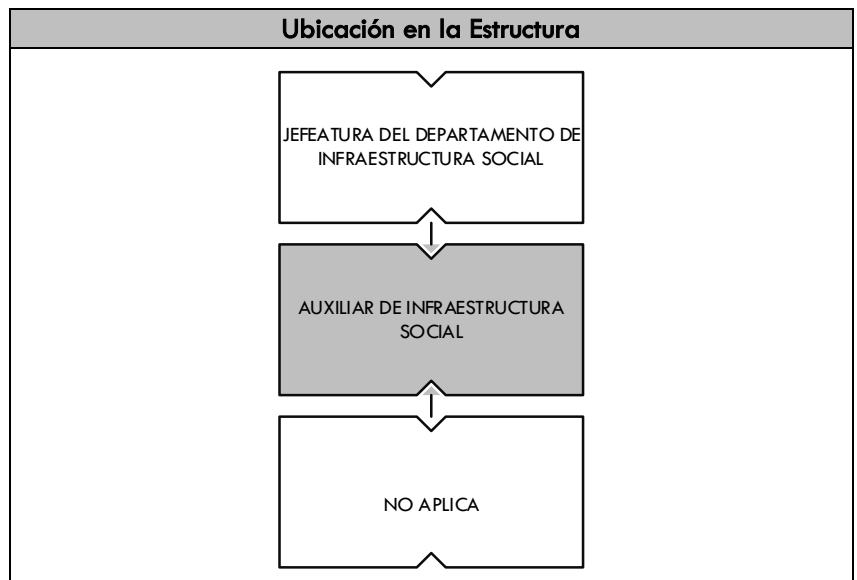 Ubicación en la Estructura
JEFEATURA DEL DEPARTAMENTO DE
INFRAESTRUCTURA SOCIAL
AUXILIAR DE INFRAESTRUCTURA
SOCIAL
NO APLICA